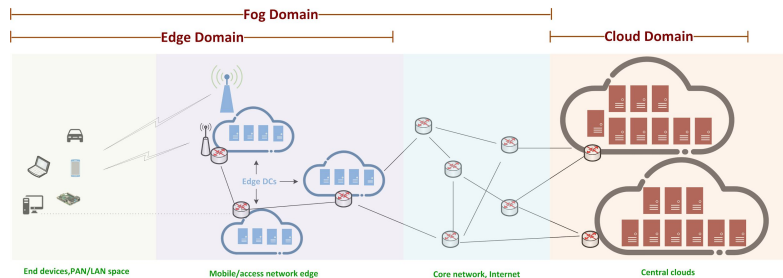 Fog Domain
Edge Domain
Cloud Domain
Edge DCs
End devices,PAN/LAN space
Mobile/access network edge
Core network, Internet
Central clouds